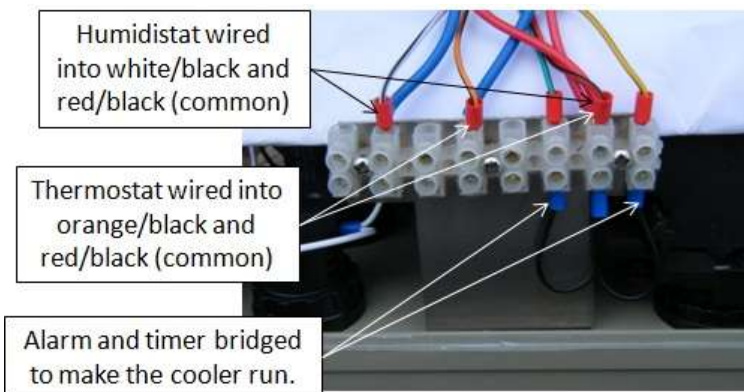 Humidistat wired
into white/black and
red/black (common)
Thermostat wired into
orange/black and
red/black (common)
Alarm and timer bridged
to make the cooler run.